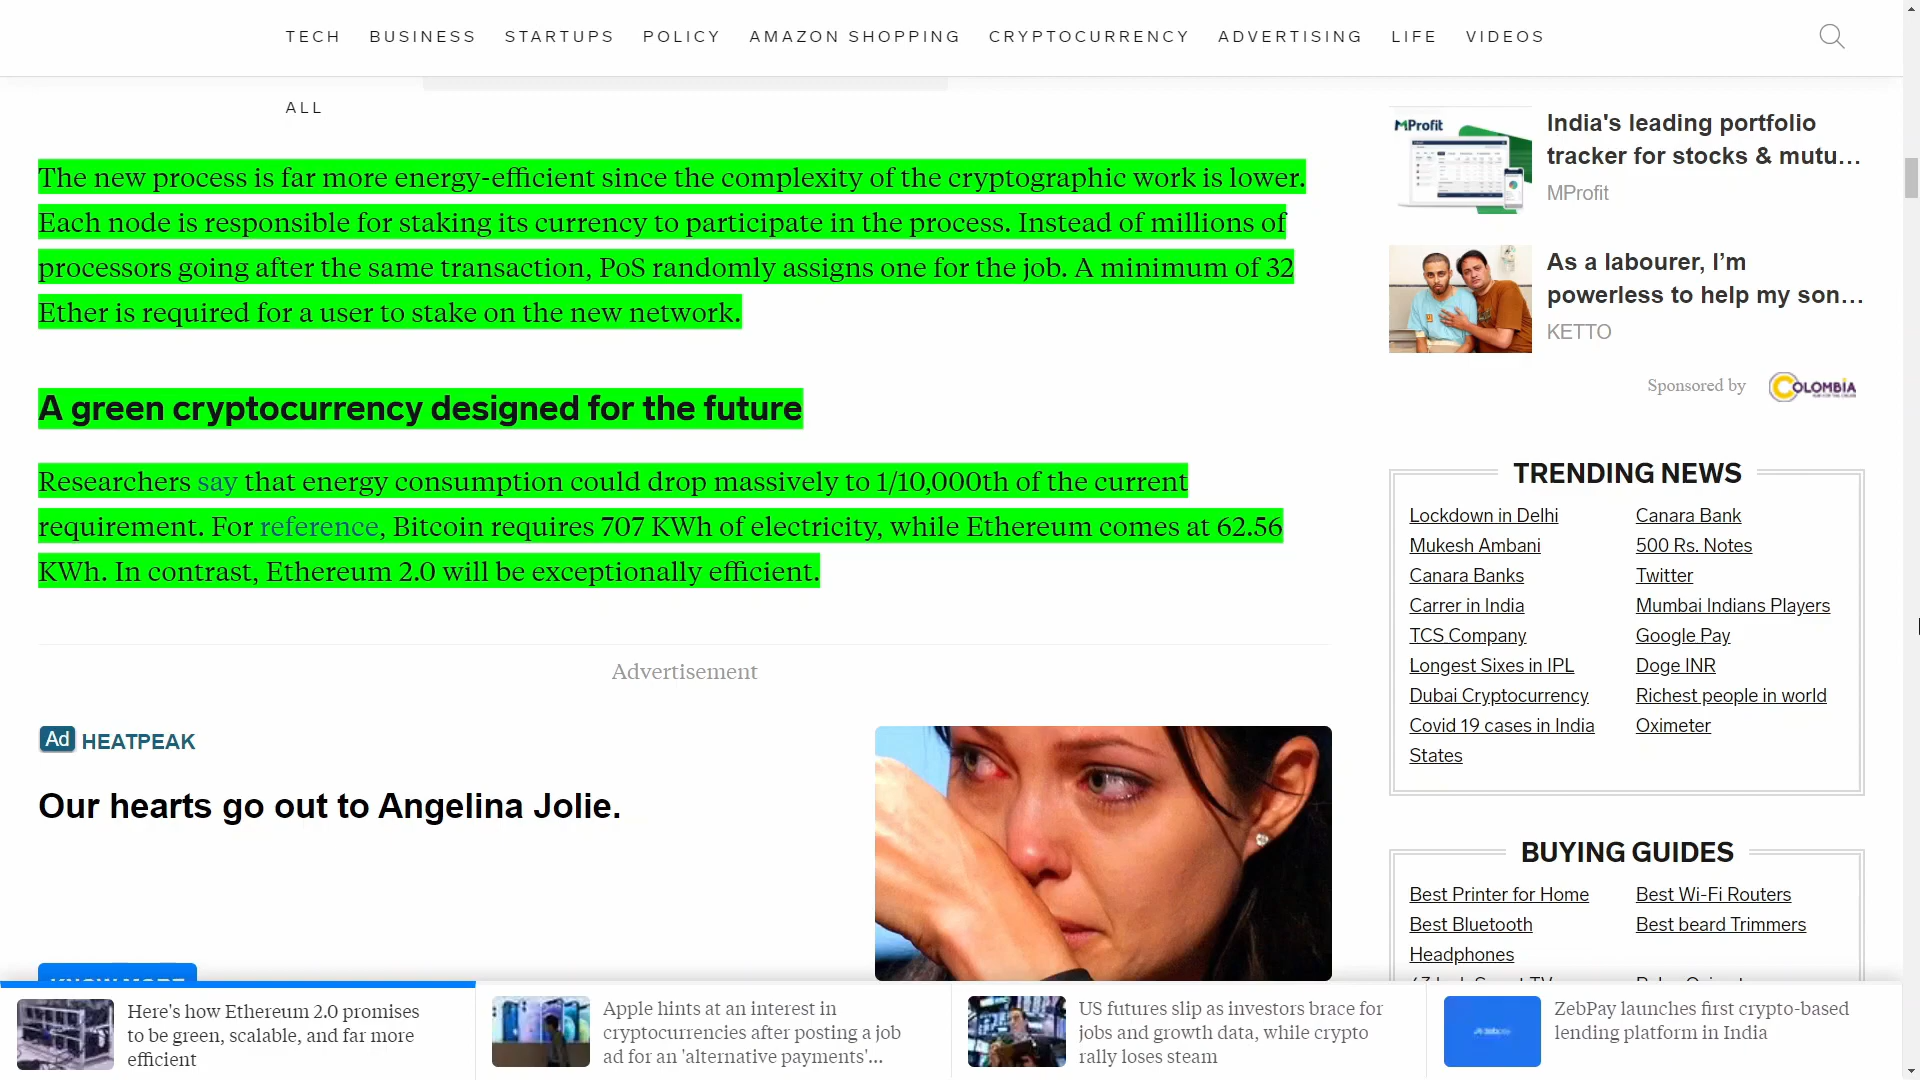 TECH BUSINESS STARTUPS POLICY AMAZON SHOPPING CRYPTOCURRENCY ADVERTISING LIFE VIDEOS
ALL
The new process is far more energy-efficient since the complexity of the cryptographic work is lower.
Each node is responsible for staking its currency to participate in the process. Instead of millions of
processors going after the same transaction, PoS randomly assigns one for the job. A minimum of 32
Ether is required for a user to stake on the new network.
A green cryptocurrency designed for the future
Researchers say that energy consumption could drop massively to 1/10,000th of the current
requirement. For reference, Bitcoin requires 707 KWh of electricity, while Ethereum comes at 62.56
KWh. In contrast, Ethereum 2.0 will be exceptionally efficient.
Advertisement
Ad HEATPEAK
Our hearts go out to Angelina Jolie.
KNOW MORE
MProfit
India's leading portfolio
tracker for stocks & mutu...
MProfit
As a labourer, I’m
powerless to help my son...
KETTO
Sponsored by COLOMBIA
TRENDING NEWS
Lockdown in Delhi
Mukesh Ambani
Canara Banks
Carrer in India
TCS Company
Longest Sixes in IPL
Dubai Cryptocurrency
Covid 19 cases in India
States
Canara Bank
500 Rs. Notes
Twitter
Mumbai Indians Players
Google Pay
Doge INR
Richest people in world
Oximeter
BUYING GUIDES
Best Printer for Home
Best Bluetooth
Headphones
Best Wi-Fi Routers
Best beard Trimmers
Here's how Ethereum 2.0 promises
to be green, scalable, and far more
efficient
Apple hints at an interest in
cryptocurrencies after posting a job
ad for an 'alternative payments'...
US futures slip as investors brace for
jobs and growth data, while crypto
rally loses steam
ZebPay launches first crypto-based
lending platform in India